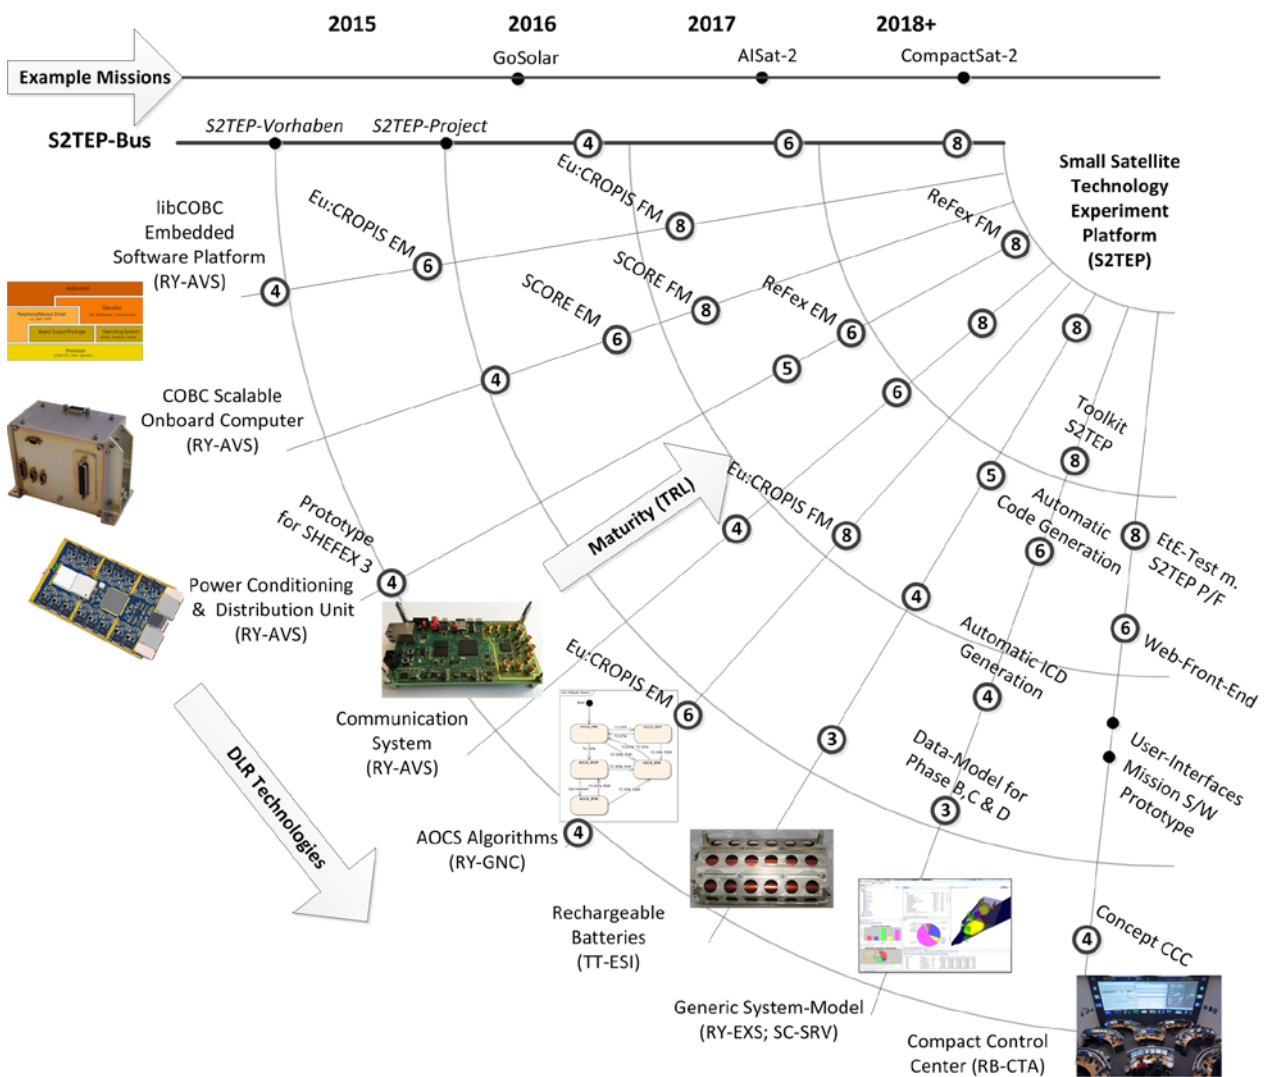 2015
2016
2017
2018+
GoSolar
AISat-2
CompactSat-2
Example Missions
S2TEP-Bus
S2TEP-Vorhaben
S2TEP-Project
4
6
8
Small Satellite
Technology
Experiment
Platform
(S2TEP)
libCOBC
Embedded
Software Platform
(RY-AVS)
4
Eu:CROPIS EM
6
Eu:CROPIS FM
8
Application
Peripheral/Device Driver
Board SupportPackage
Processor
COBC Scalable
Onboard Computer
(RY-AVS)
4
SCORE EM
6
SCORE FM
8
Power Conditioning
& Distribution Unit
(RY-AVS)
Prototype
for SHEFEX 3
4
5
ReFex EM
6
ReFex FM
8
Maturity (TRL)
DLR Technologies
Communication
System
(RY-AVS)
4
6
8
AOCS Algorithms
(RY-GNC)
4
Eu:CROPIS EM
6
Eu:CROPIS FM
8
Rechargeable
Batteries
(TT-ESI)
3
4
5
8
Generic System-Model
(RY-EXS; SC-SRV)
Data-Model for
Phase B,C & D
3
Automatic ICD
Generation
4
Automatic
Code Generation
6
Toolkit
S2TEP
8
Compact Control
Center (RB-CTA)
Concept CCC
4
User-Interfaces
Mission S/W
Prototype
Web-Front-End
6
EtE-Test m.
S2TEP P/F
8